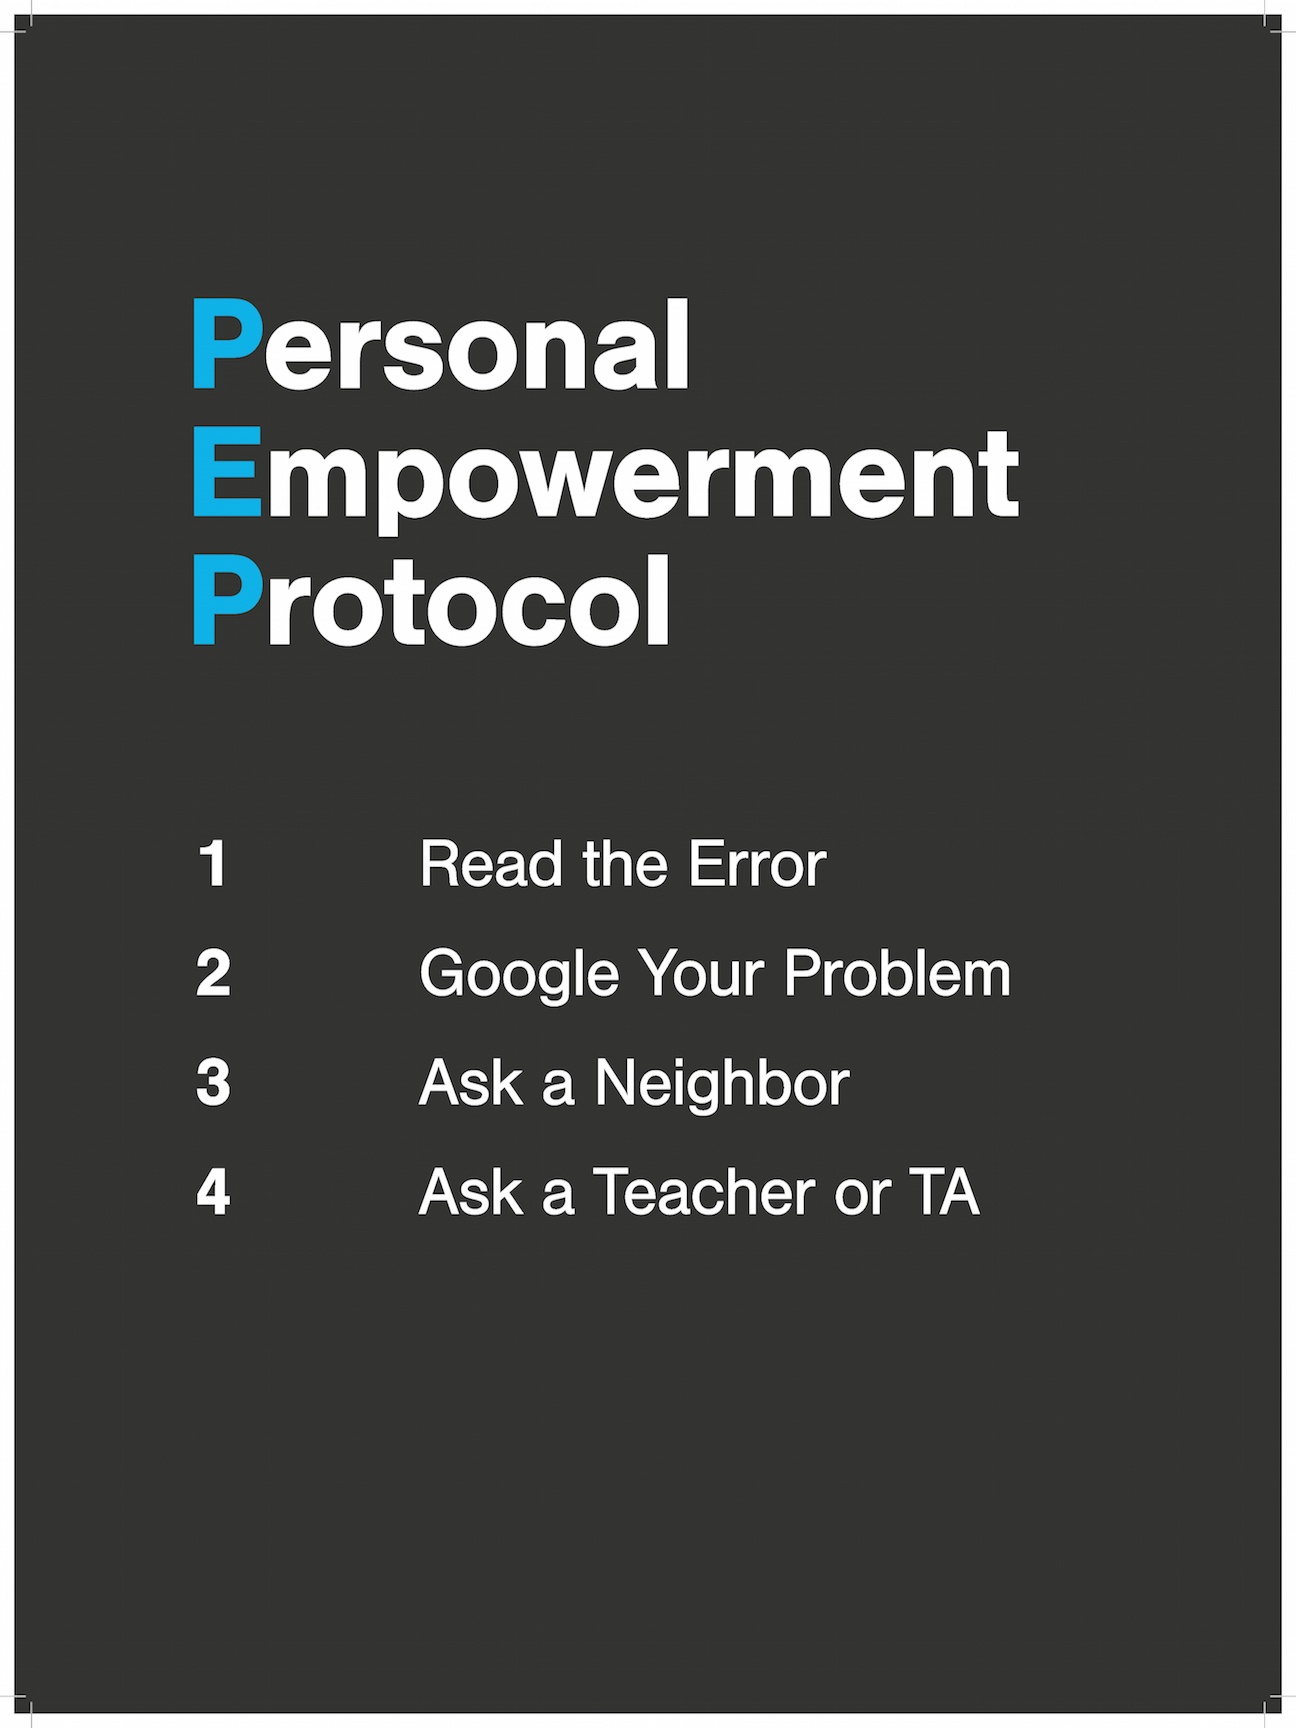 Personal
Empowerment
Protocol
1 Read the Error
2 Google Your Problem
3 Ask a Neighbor
4 Ask a Teacher or TA